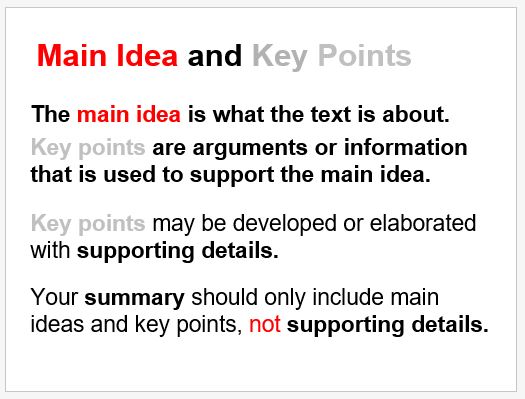 Main Idea and Key Points
The main idea is what the text is about.
Key points are arguments or information
that is used to support the main idea.
Key points may be developed or elaborated
with supporting details.
Your summary should only include main
ideas and key points, not supporting details.